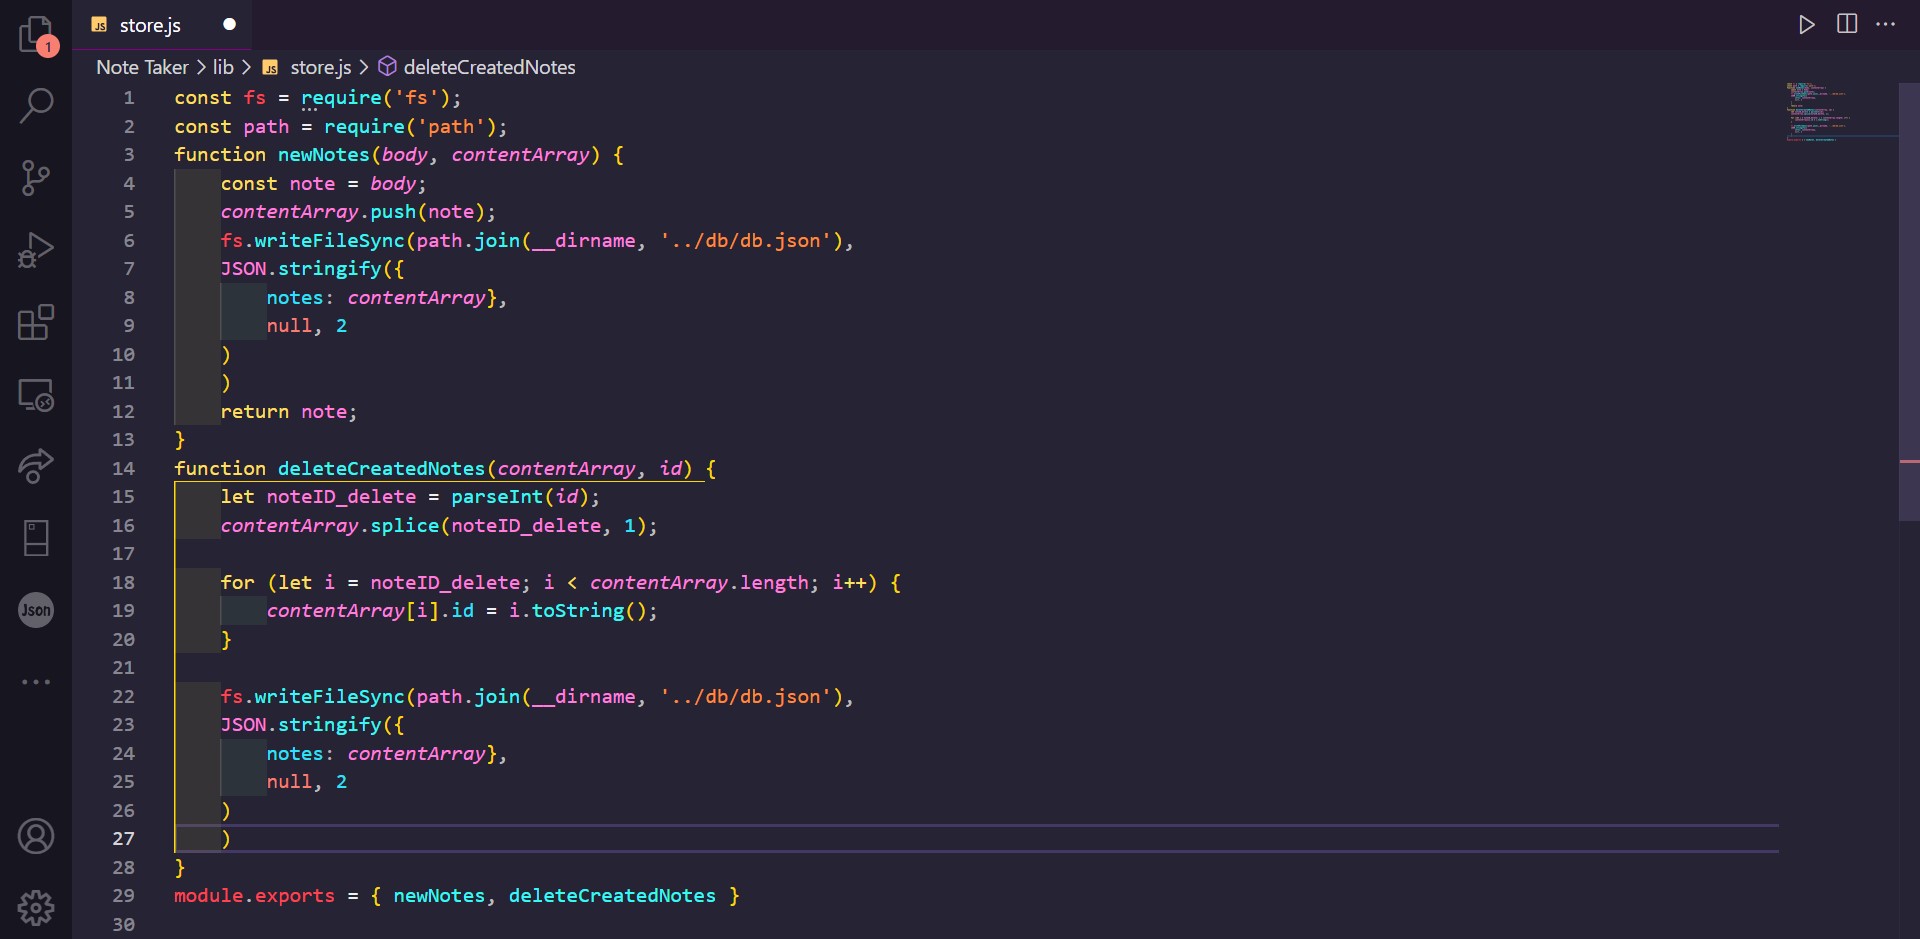 JS store.js
1
Note Taker > lib > JS store.js > deleteCreatedNotes
1 const fs = require('fs');
2 const path = require('path');
3 function newNotes(body, contentArray) {
4     const note = body;
5     contentArray.push(note);
6     fs.writeFileSync(path.join(__dirname, '../db/db.json'),
7     JSON.stringify({
8         notes: contentArray},
9         null, 2
10     )
11     )
12     return note;
13 }
14 function deleteCreatedNotes(contentArray, id) {
15     let noteID_delete = parseInt(id);
16     contentArray.splice(noteID_delete, 1);
17
18     for (let i = noteID_delete; i < contentArray.length; i++) {
19         contentArray[i].id = i.toString();
20     }
21
22     fs.writeFileSync(path.join(__dirname, '../db/db.json'),
23     JSON.stringify({
24         notes: contentArray},
25         null, 2
26     )
27     )
28 }
29 module.exports = { newNotes, deleteCreatedNotes }
30
Json